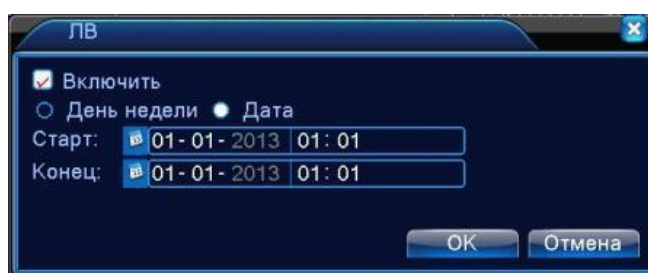 ЛВ
Включить
День недели Дата
Старт: 01-01-2013 01:01
Конец: 01-01-2013 01:01
OK Отмена